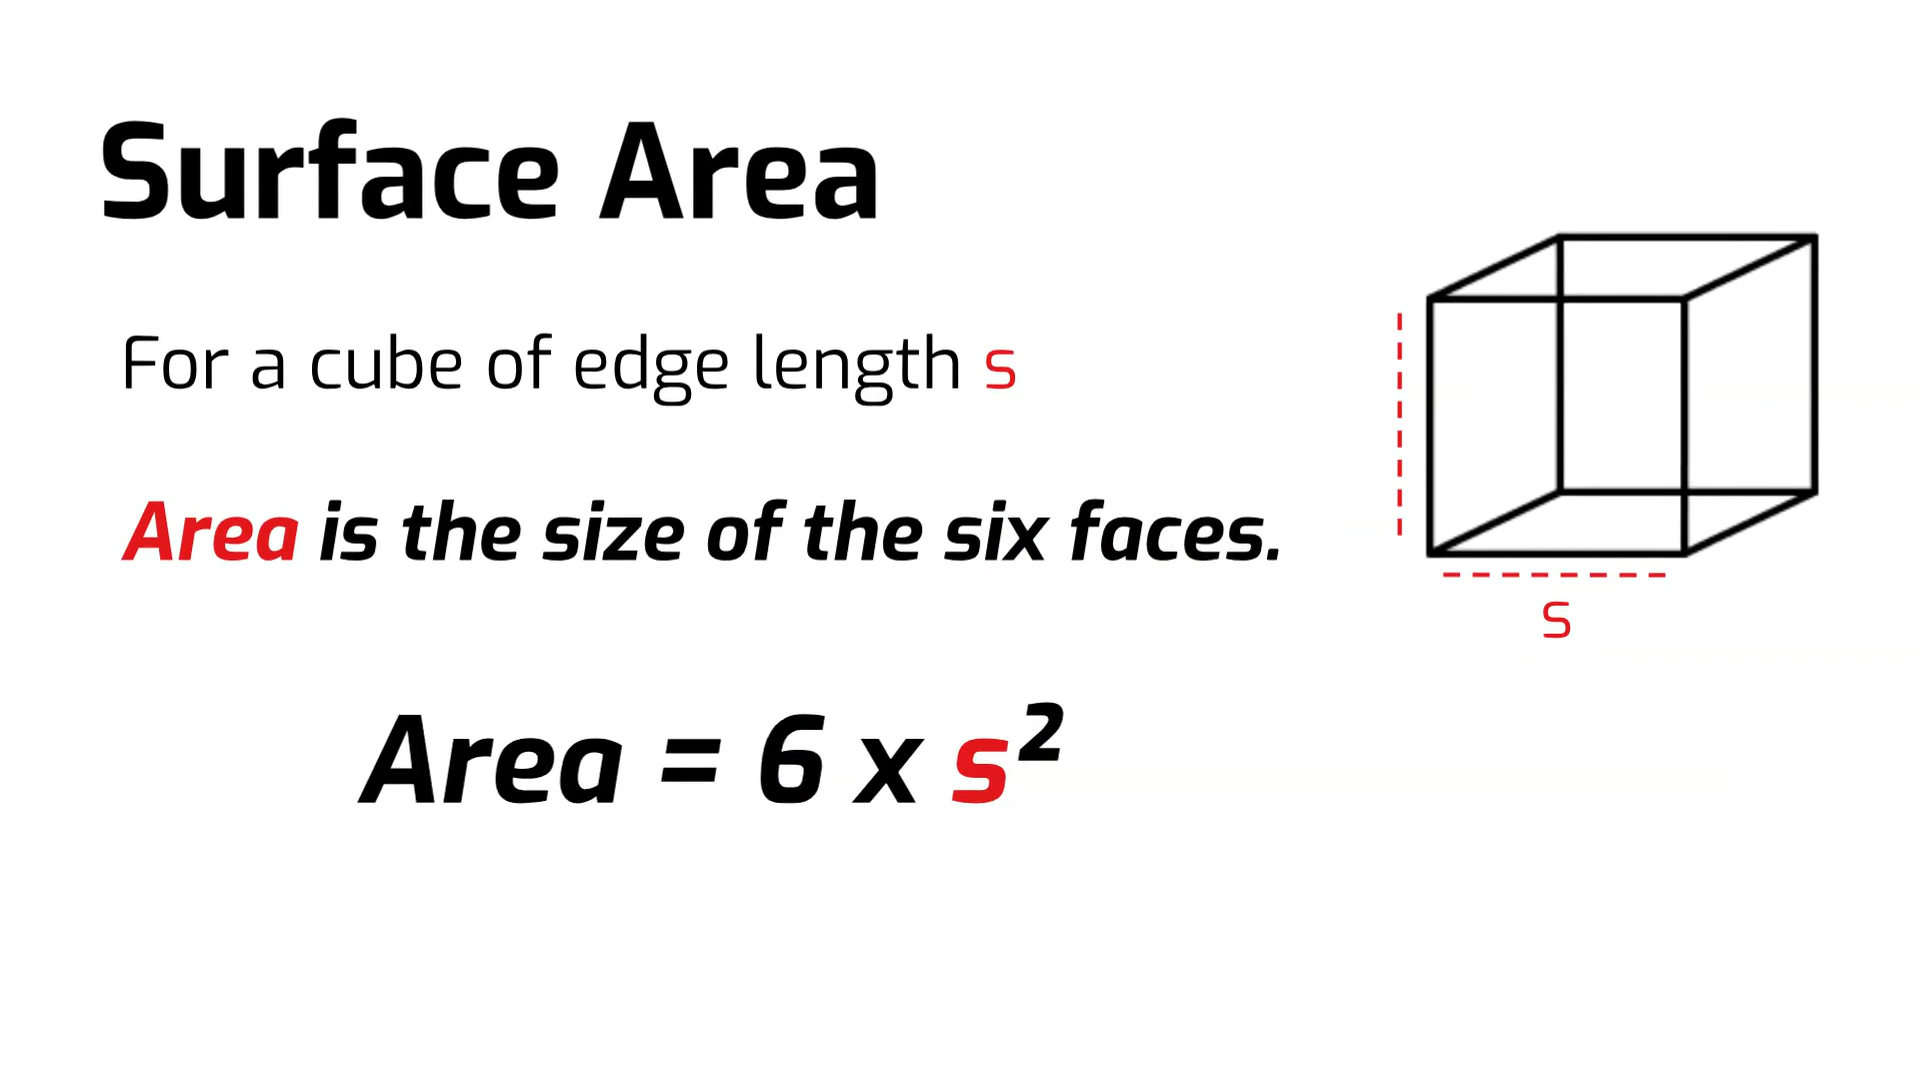 Surface Area
For a cube of edge length s
Area is the size of the six faces.
s
Area = 6 x s²